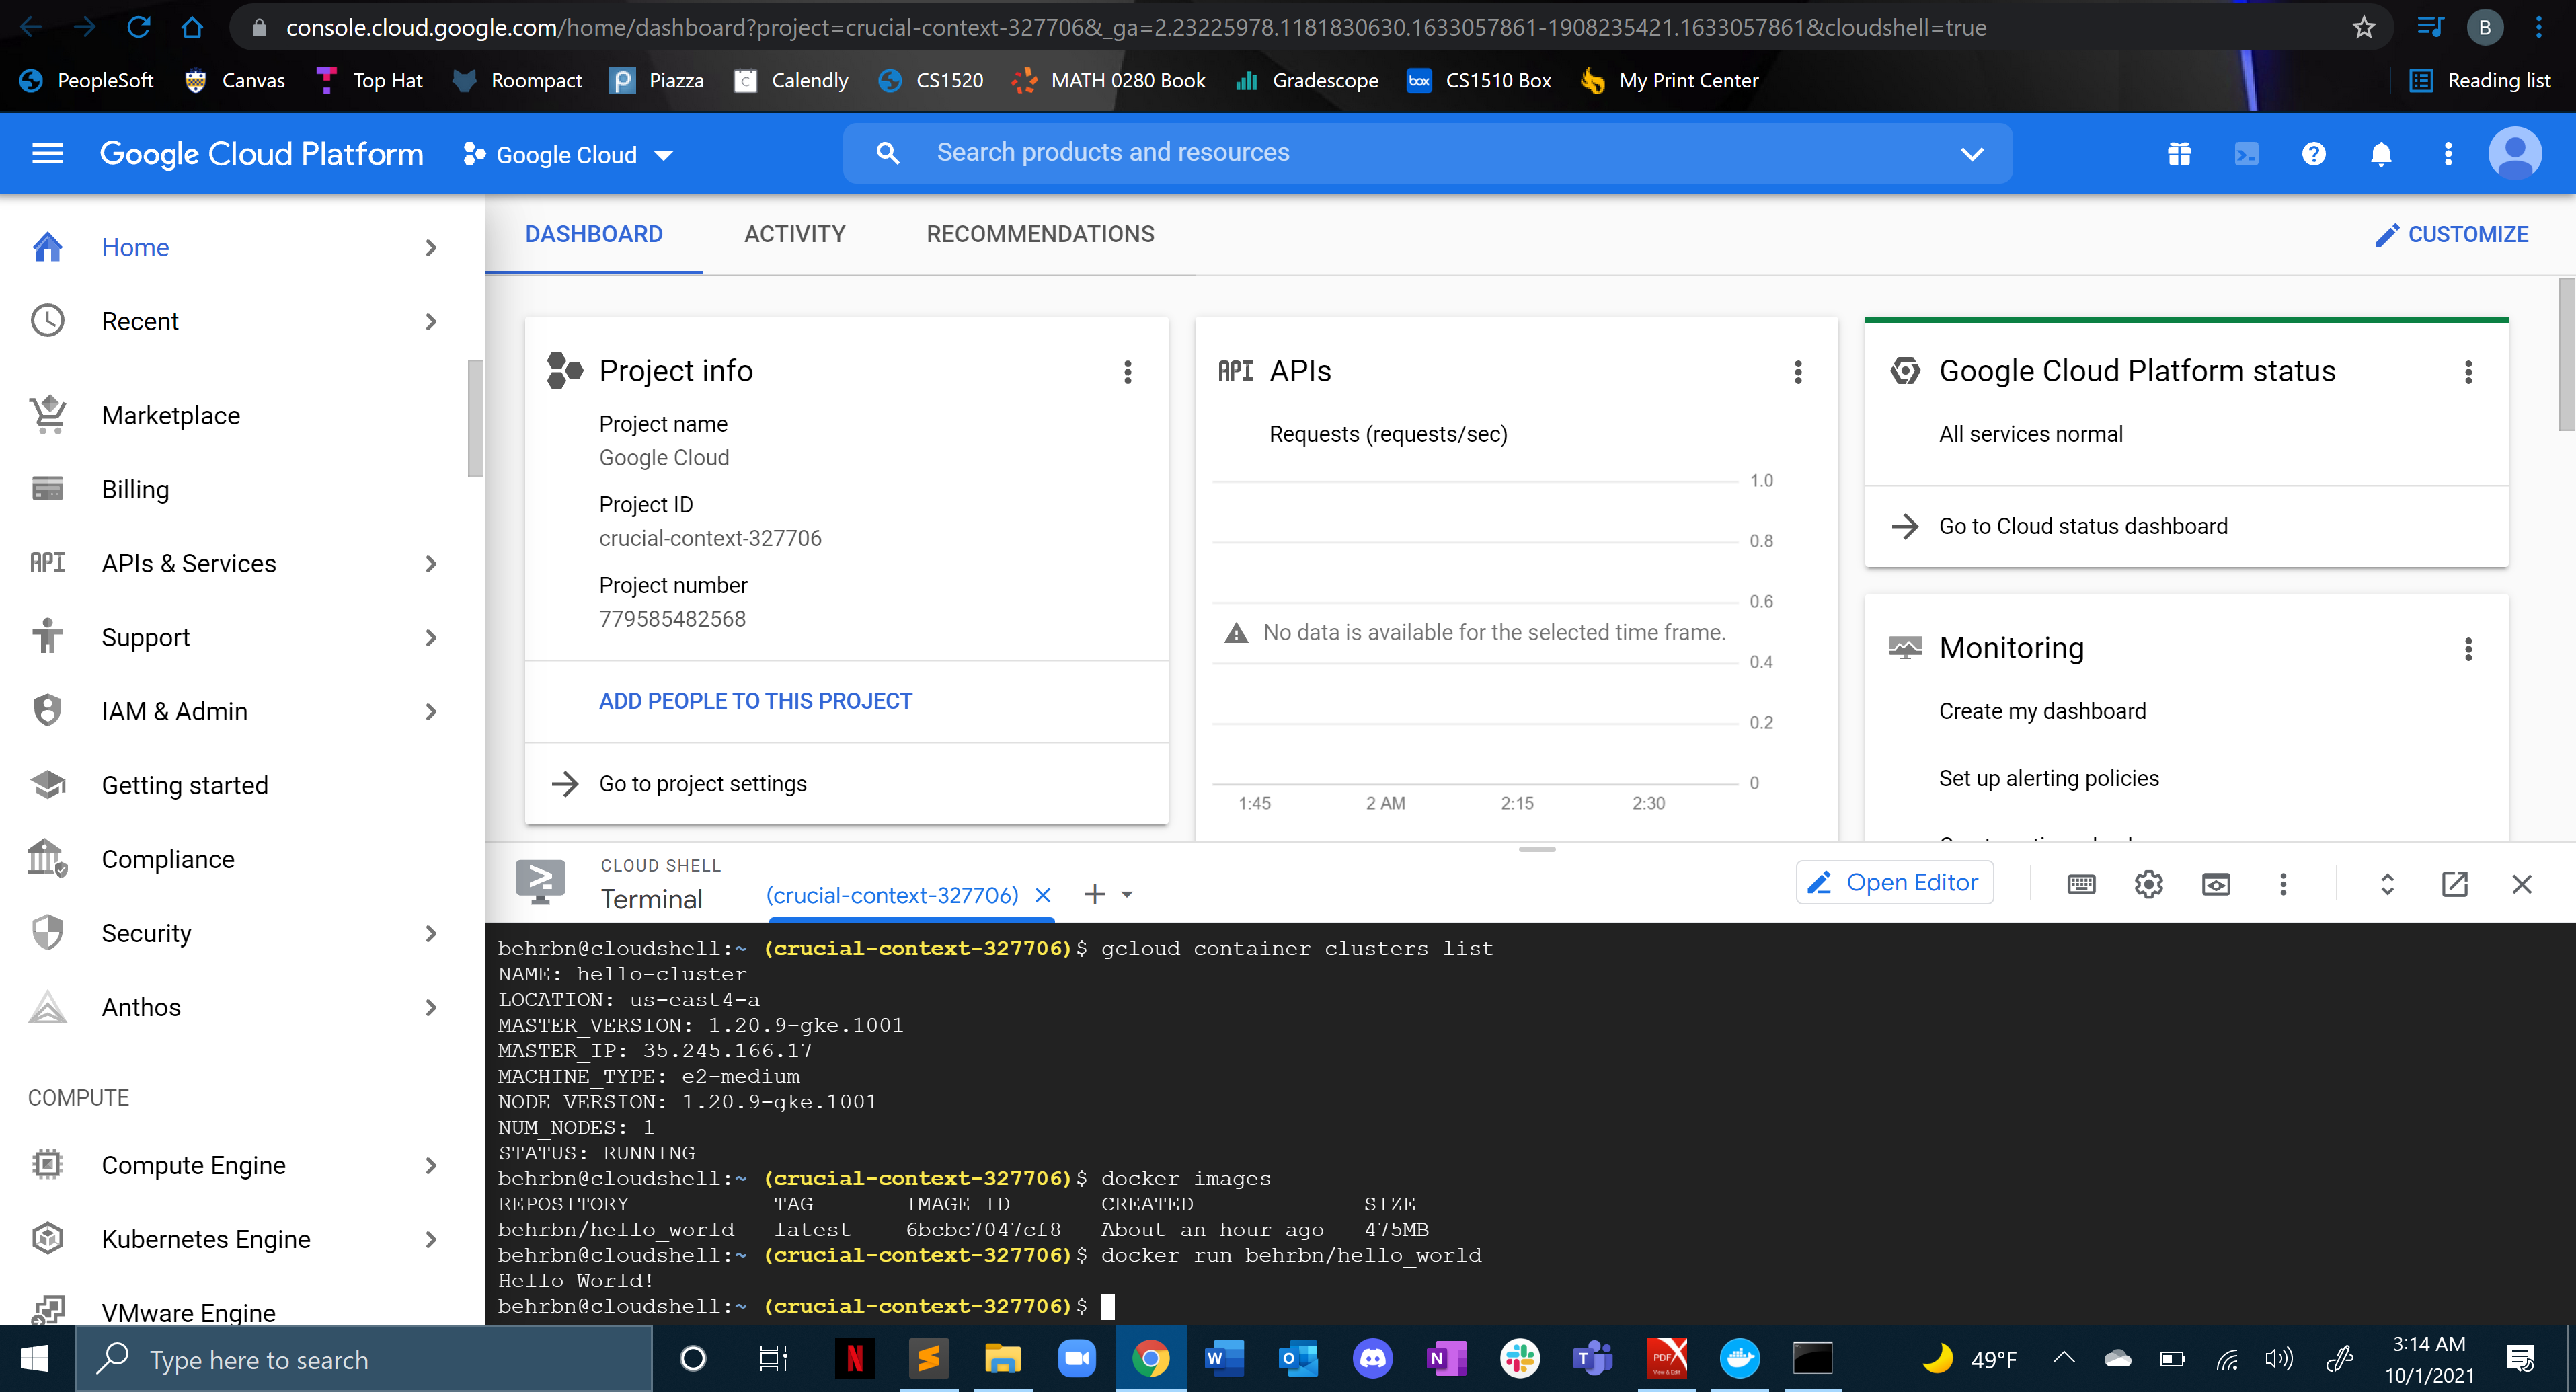 console.cloud.google.com/home/dashboard?project=crucial-context-327706&_ga=2.23225978.1181830630.1633057861-1908235421.1633057861&cloudshell=true
B
PeopleSoft Canvas Top Hat Roompact Piazza Calendly CS1520 MATH 0280 Book Gradescope CS1510 Box My Print Center Reading list
Google Cloud Platform Google Cloud Search products and resources
Home
Recent
Marketplace
Billing
API APIs & Services
Support
IAM & Admin
Getting started
Compliance
Security
Anthos
COMPUTE
Compute Engine
Kubernetes Engine
VMware Engine
DASHBOARD ACTIVITY RECOMMENDATIONS CUSTOMIZE
Project info
Project name
Google Cloud
Project ID
crucial-context-327706
Project number
779585482568
ADD PEOPLE TO THIS PROJECT
Go to project settings
API APIs
Requests (requests/sec)
1.0
0.8
0.6
No data is available for the selected time frame.
0.4
0.2
0
1:45 2 AM 2:15 2:30
Google Cloud Platform status
All services normal
Go to Cloud status dashboard
Monitoring
Create my dashboard
Set up alerting policies
CLOUD SHELL
Terminal (crucial-context-327706) Open Editor
behrbn@cloudshell:~ (crucial-context-327706)$ gcloud container clusters list
NAME: hello-cluster
LOCATION: us-east4-a
MASTER_VERSION: 1.20.9-gke.1001
MASTER_IP: 35.245.166.17
MACHINE_TYPE: e2-medium
NODE_VERSION: 1.20.9-gke.1001
NUM_NODES: 1
STATUS: RUNNING
behrbn@cloudshell:~ (crucial-context-327706)$ docker images
REPOSITORY TAG IMAGE ID CREATED SIZE
behrbn/hello_world latest 6bcbc7047cf8 About an hour ago 475MB
behrbn@cloudshell:~ (crucial-context-327706)$ docker run behrbn/hello_world
Hello World!
behrbn@cloudshell:~ (crucial-context-327706)$
Type here to search
49°F
3:14 AM
10/1/2021